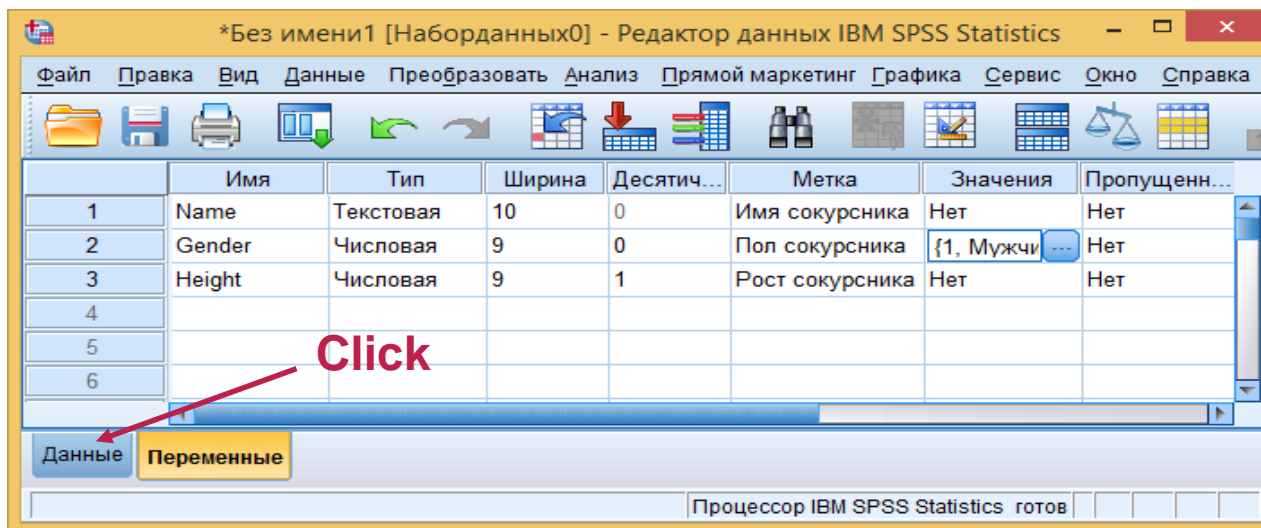 *Без имени1 [Наборданных0] - Редактор данных IBM SPSS Statistics
Файл Правка Вид Данные Преобразовать Анализ Прямой маркетинг Графика Сервис Окно Справка
Имя Тип Ширина Десятич... Метка Значения Пропущенн...
1 Name Текстовая 10 0 Имя сокурсника Нет Нет
2 Gender Числовая 9 0 Пол сокурсника {1, Мужчи ... Нет
3 Height Числовая 9 1 Рост сокурсника Нет Нет
4
5
6
Click
Данные Переменные
Процессор IBM SPSS Statistics готов